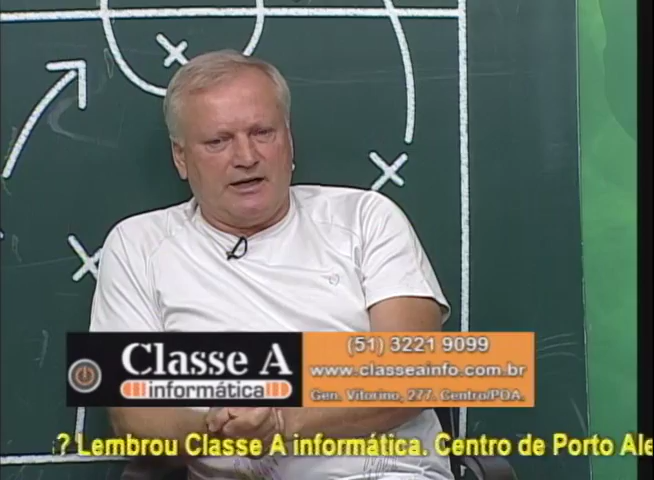 Classe A
informática
(51) 3221 9099
www.classeainfo.com.br
Gen. Vitorino, 277. Centro/POA.
? Lembrou Classe A informática. Centro de Porto Ale